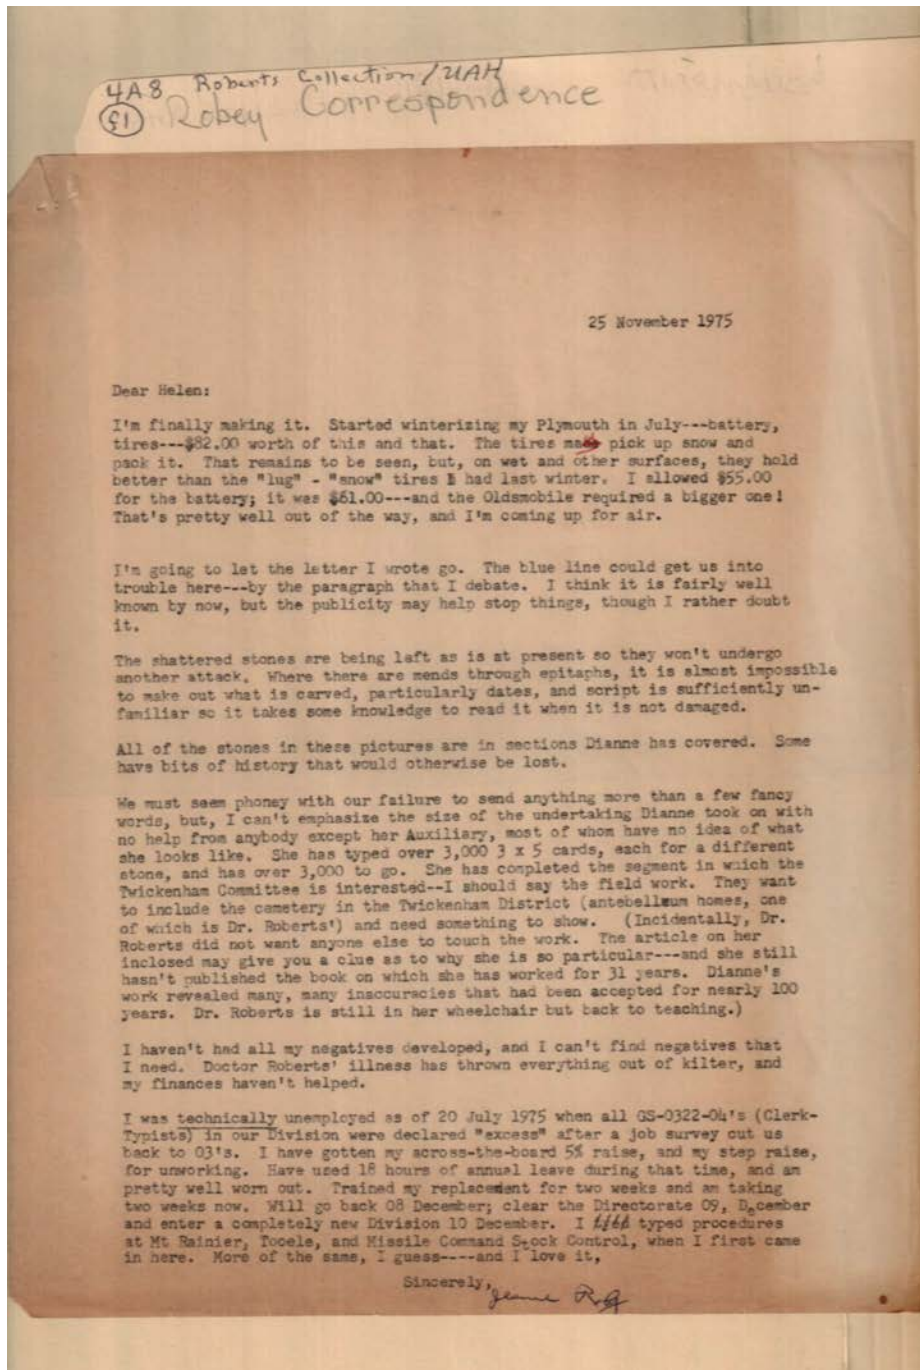 4A8 Roberts Collection/UAH
91 Robey Correspondence
25 November 1975
Dear Helen:
I'm finally making it. Started winterizing my Plymouth in July---battery,
tires---$82.00 worth of this and that. The tires may pick up snow and
pack it. That remains to be seen, but, on wet and other surfaces, they hold
better than the "lug" - "snow" tires I had last winter. I allowed $55.00
for the battery; it was $61.00---and the Oldsmobile required a bigger one!
That's pretty well out of the way, and I'm coming up for air.
I'm going to let the letter I wrote go. The blue line could get us into
trouble here---by the paragraph that I debate. I think it is fairly well
known by now, but the publicity may help stop things, though I rather doubt
it.
The shattered stones are being left as is at present so they won't undergo
another attack. Where there are mends through epitaphs, it is almost impossible
to make out what is carved, particularly dates, and script is sufficiently un-
familiar so it takes some knowledge to read it when it is not damaged.
All of the stones in these pictures are in sections Dianne has covered. Some
have bits of history that would otherwise be lost.
We must seem phoney with our failure to send anything more than a few fancy
words, but, I can't emphasize the size of the undertaking Dianne took on with
no help from anybody except her Auxiliary, most of whom have no idea of what
she looks like. She has typed over 3,000 3 x 5 cards, each for a different
stone, and has over 3,000 to go. She has completed the segment in which the
Twickenham Committee is interested--I should say the field work. They want
to include the cemetery in the Twickenham District (antebelleum homes, one
of which is Dr. Roberts') and need something to show. (Incidentally, Dr.
Roberts did not want anyone else to touch the work. The article on her
inclosed may give you a clue as to why she is so particular---and she still
hasn't published the book on which she has worked for 31 years. Dianne's
work revealed many, many inaccuracies that had been accepted for nearly 100
years. Dr. Roberts is still in her wheelchair but back to teaching.)
I haven't had all my negatives developed, and I can't find negatives that
I need. Doctor Roberts' illness has thrown everything out of kilter, and
my finances haven't helped.
I was technically unemployed as of 20 July 1975 when all GS-0322-04's (Clerk-
Typists) in our Division were declared "excess" after a job survey cut us
back to 03's. I have gotten my across-the-board 5% raise, and my step raise,
for unworking. Have used 18 hours of annual leave during that time, and am
pretty well worn out. Trained my replacement for two weeks and am taking
two weeks now. Will go back 08 December; clear the Directorate 09, December
and enter a completely new Division 10 December. I typed procedures
at Mt Rainier, Tooele, and Missile Command Stock Control, when I first came
in here. More of the same, I guess----and I love it,
Sincerely,
Jeanne R